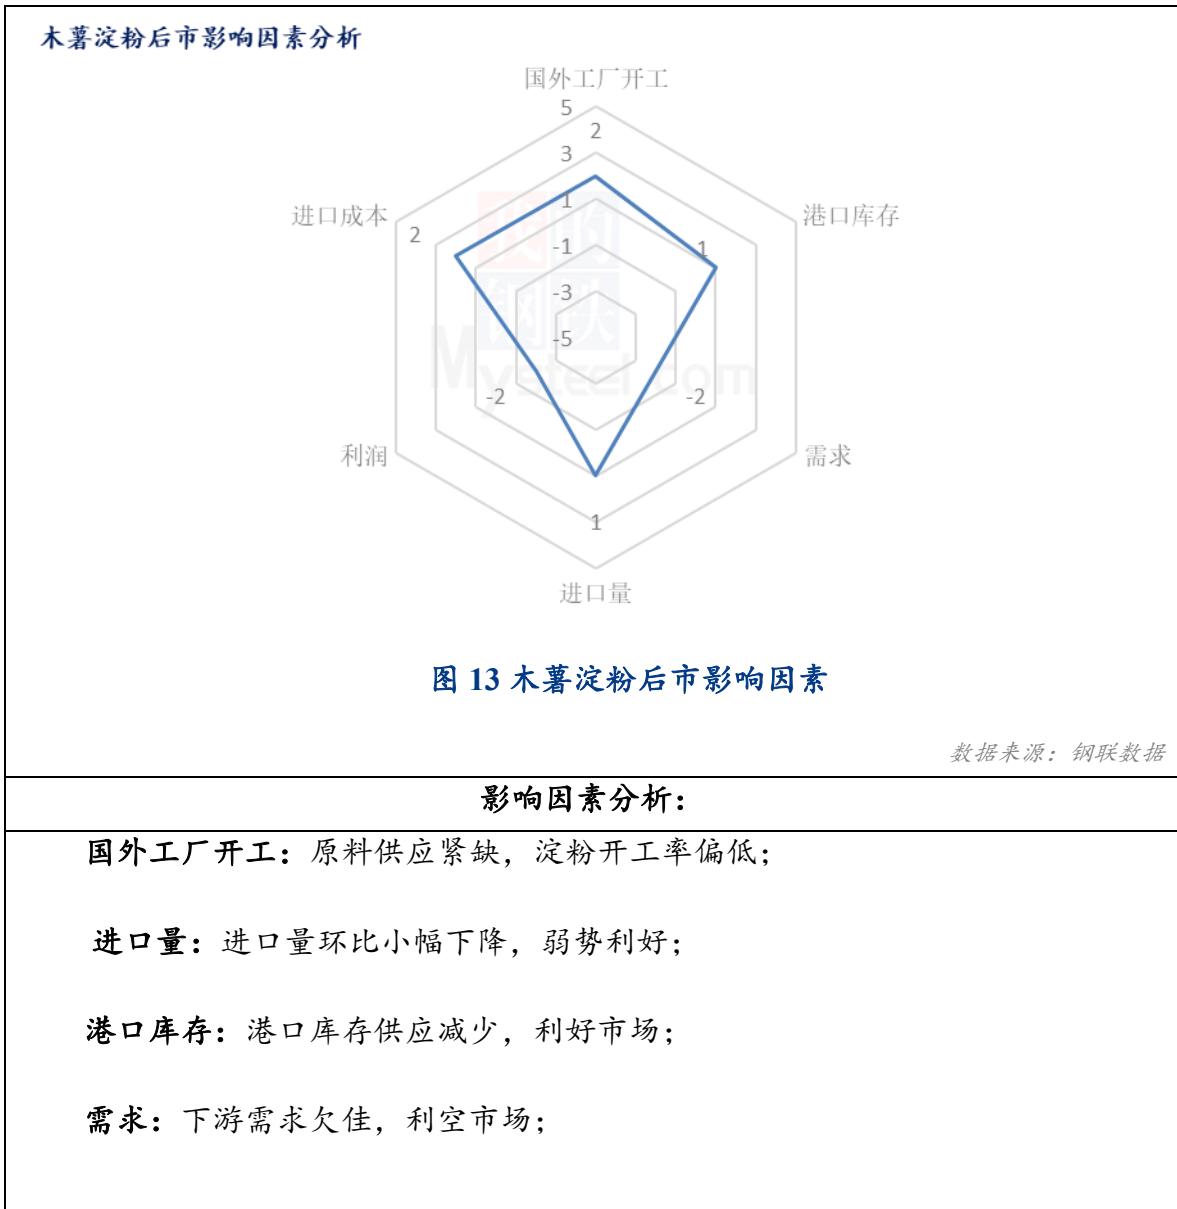 木薯淀粉后市影响因素分析
国外工厂开工
5
2
3
进口成本
2
1
1
港口库存
-1
-3
-5
我的
钢铁
Mysteel.com
-2
-2
利润
需求
1
进口量
图 13 木薯淀粉后市影响因素
数据来源：钢联数据
影响因素分析：
国外工厂开工：原料供应紧缺，淀粉开工率偏低；
进口量：进口量环比小幅下降，弱势利好；
港口库存：港口库存供应减少，利好市场；
需求：下游需求欠佳，利空市场；